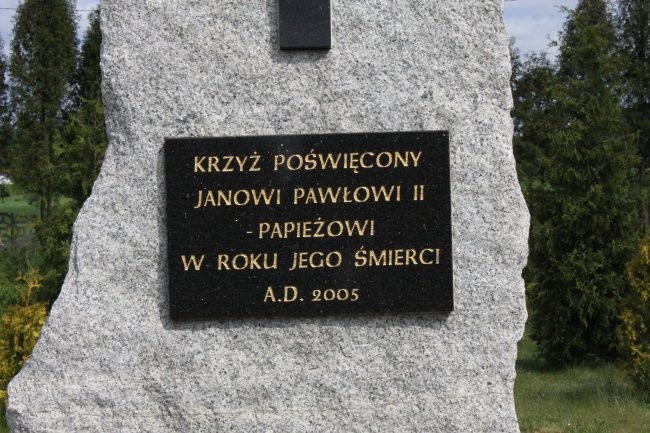 KRZYŻ POŚWIĘCONY
JANOWI PAWŁOWI II
- PAPIEŻOWI
W ROKU JEGO ŚMIERCI
A.D. 2005